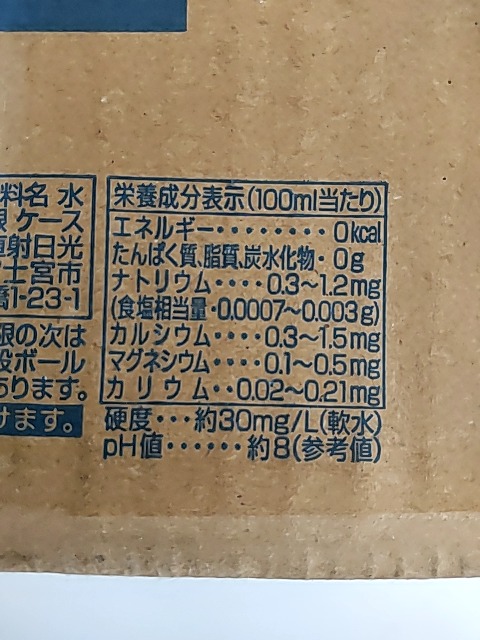 料名 水
限 ケース
直射日光
士宮市
1-23-1
限の次は
段ボール
あります。
けます。
栄養成分表示(100ml当たり)
エネルギー········0kcal
たんぱく質、脂質、炭水化物·0g
ナトリウム····0.3~1.2mg
(食塩相当量·0.0007~0.003g)
カルシウム····0.3~1.5mg
マグネシウム····0.1~0.5mg
カリウム··0.02~0.21mg
硬度···約30mg/L(軟水)
pH値······約8(参考値)